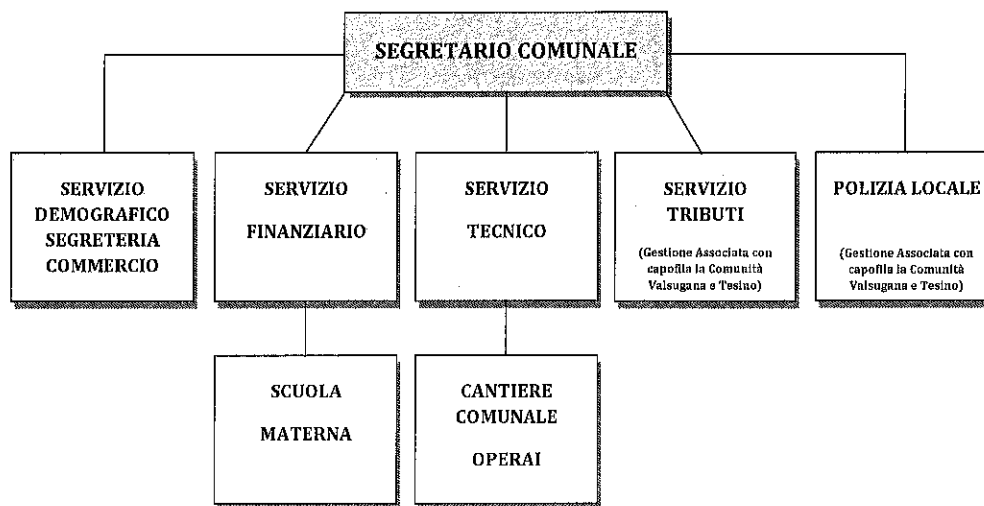 SEGRETARIO COMUNALE
SERVIZIO
DEMOGRAFICO
SEGRETERIA
COMMERCIO
SERVIZIO
FINANZIARIO
SERVIZIO
TECNICO
SERVIZIO
TRIBUTI
(Gestione Associata con
capofila la Comunità
Valsugana e Tesino)
POLIZIA LOCALE
(Gestione Associata con
capofila la Comunità
Valsugana e Tesino)
SCUOLA
MATERNA
CANTIERE
COMUNALE
OPERAI